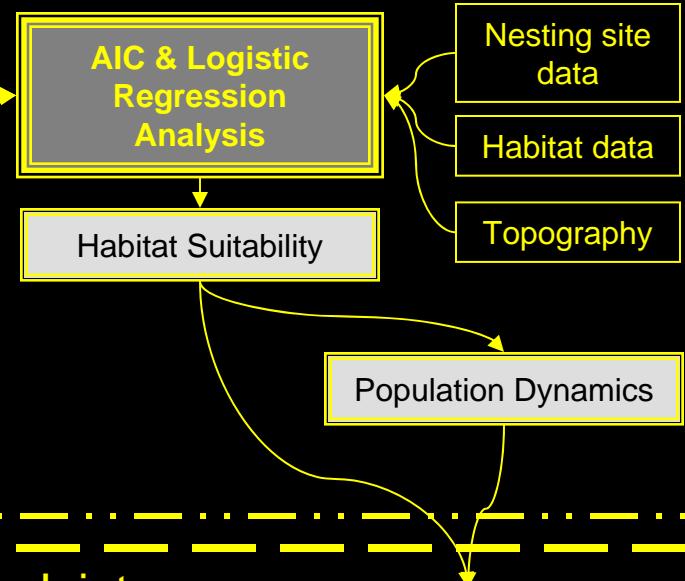 AIC & Logistic
Regression
Analysis
Nesting site
data
Habitat data
Topography
Habitat Suitability
Population Dynamics